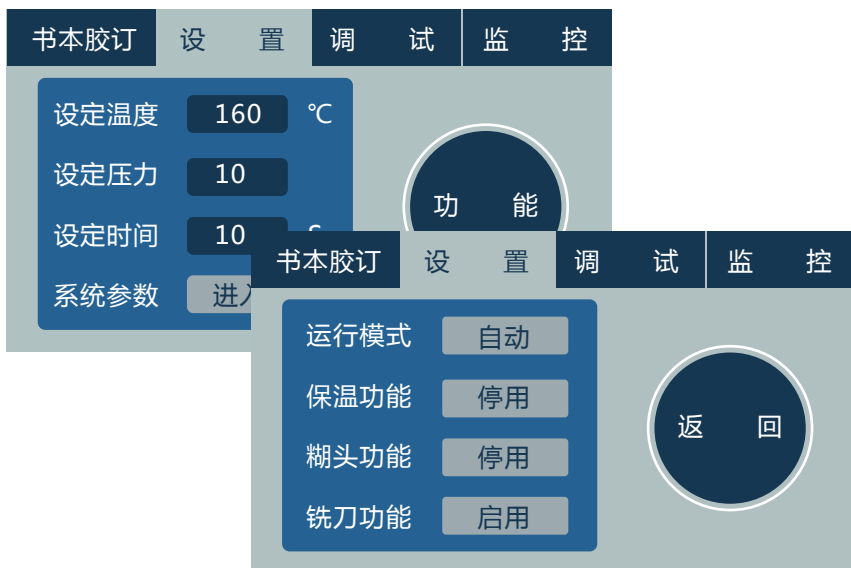 书本胶订 设 置 调 试 监 控
设定温度 160 ℃
设定压力 10
功 能
设定时间 10
系统参数
书本胶订 设 置 调 试 监 控
运行模式 自动
保温功能 停用
返 回
糊头功能 停用
铣刀功能 启用